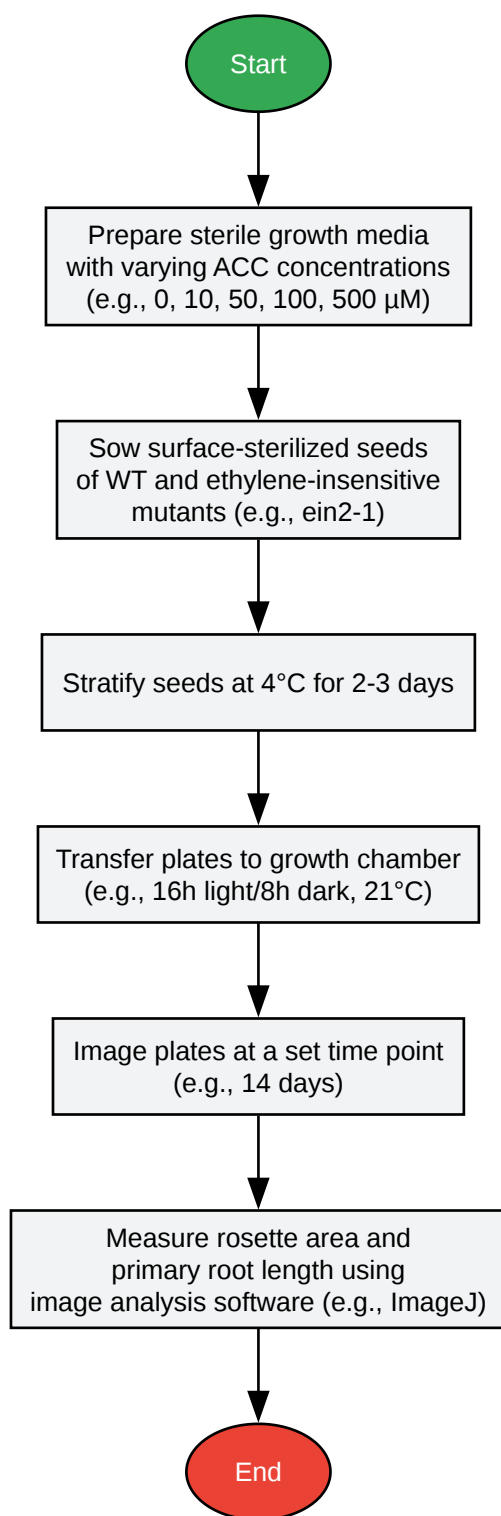 Start
Prepare sterile growth media
with varying ACC concentrations
(e.g., 0, 10, 50, 100, 500 µM)
Sow surface-sterilized seeds
of WT and ethylene-insensitive
mutants (e.g., ein2-1)
Stratify seeds at 4°C for 2-3 days
Transfer plates to growth chamber
(e.g., 16h light/8h dark, 21°C)
Image plates at a set time point
(e.g., 14 days)
Measure rosette area and
primary root length using
image analysis software (e.g., ImageJ)
End